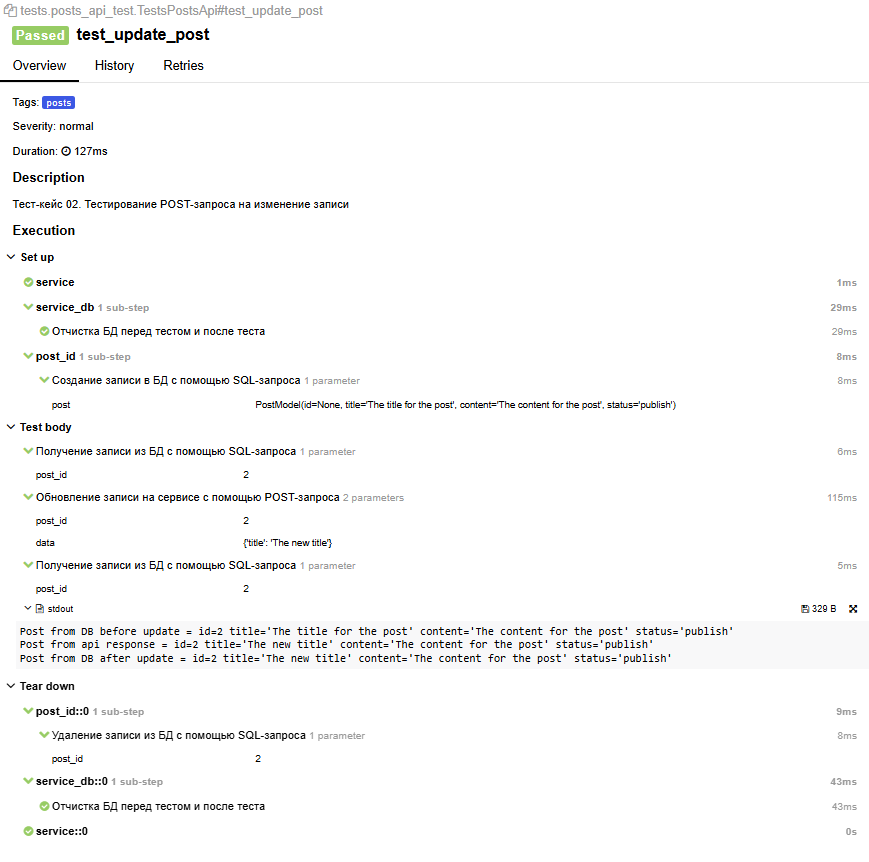 tests.posts_api_test.TestsPostsApi#test_update_post
Passed test_update_post
Overview History Retries
Tags: posts
Severity: normal
Duration: 127ms
Description
Тест-кейс 02. Тестирование POST-запроса на изменение записи
Execution
Set up
service 1ms
service_db 1 sub-step 29ms
Отчистка БД перед тестом и после теста 29ms
post_id 1 sub-step 8ms
Создание записи в БД с помощью SQL-запроса 1 parameter 8ms
post PostModel(id=None, title='The title for the post', content='The content for the post', status='publish')
Test body
Получение записи из БД с помощью SQL-запроса 1 parameter 6ms
post_id 2
Обновление записи на сервисе с помощью POST-запроса 2 parameters 115ms
post_id 2
data {'title': 'The new title'}
Получение записи из БД с помощью SQL-запроса 1 parameter 5ms
post_id 2
stdout 329 B
Post from DB before update = id=2 title='The title for the post' content='The content for the post' status='publish'
Post from api response = id=2 title='The new title' content='The content for the post' status='publish'
Post from DB after update = id=2 title='The new title' content='The content for the post' status='publish'
Tear down
post_id::0 1 sub-step 9ms
Удаление записи из БД с помощью SQL-запроса 1 parameter 8ms
post_id 2
service_db::0 1 sub-step 43ms
Отчистка БД перед тестом и после теста 43ms
service::0 0s